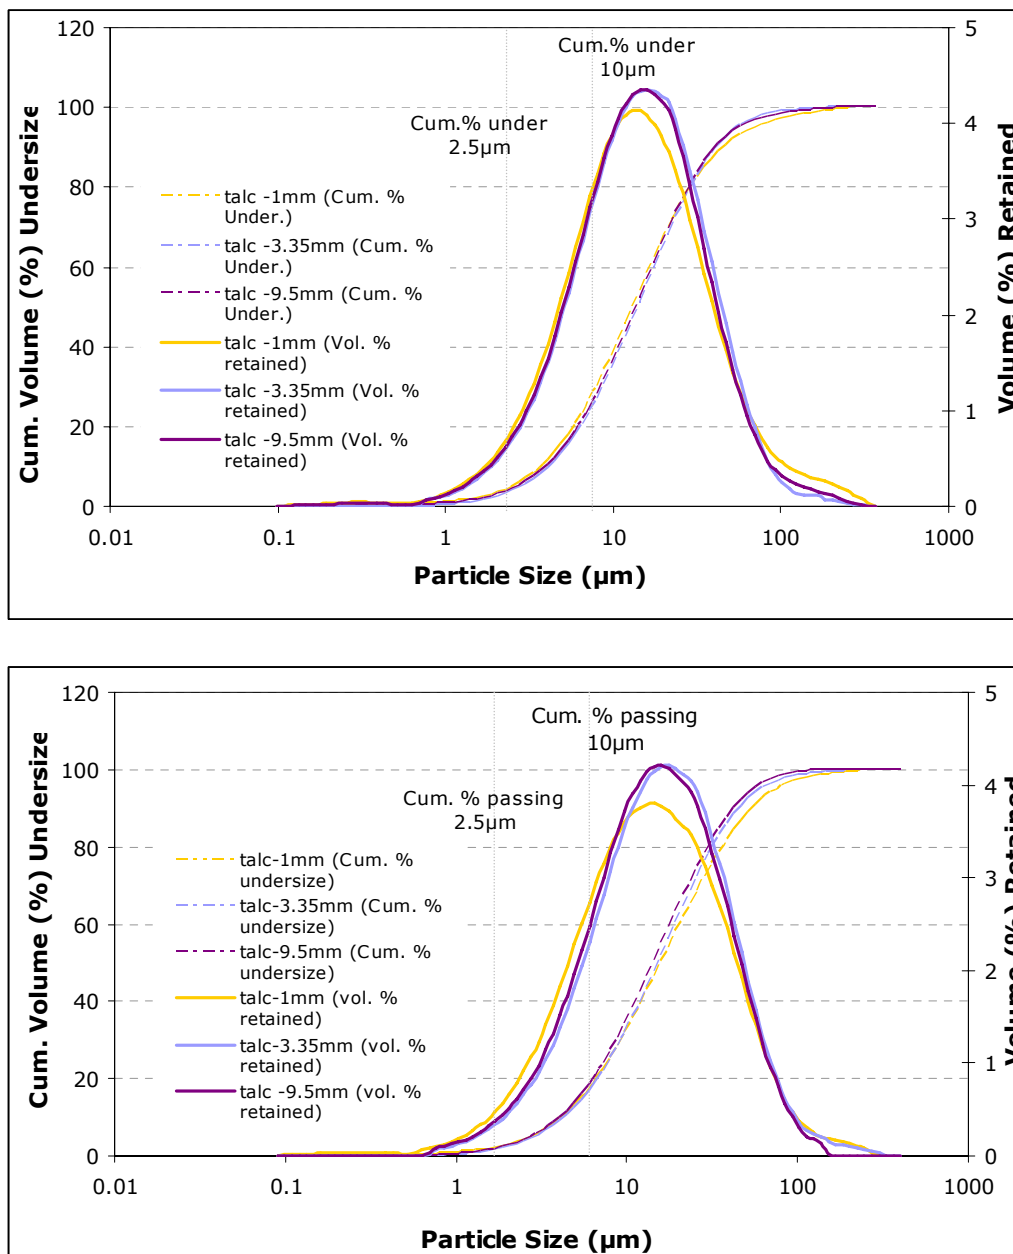 120
100
80
60
40
20
0
Cum. Volume (%) Undersize
5
4
3
2
1
0
Volume (%) Retained
Cum.% under
10µm
Cum.% under
2.5µm
talc -1mm (Cum. %
Under.)
talc -3.35mm (Cum. %
Under.)
talc -9.5mm (Cum. %
Under.)
talc -1mm (Vol. %
retained)
talc -3.35mm (Vol. %
retained)
talc -9.5mm (Vol. %
retained)
0.01
0.1
1
10
100
1000
Particle Size (µm)
120
100
80
60
40
20
0
Cum. Volume (%) Undersize
5
4
3
2
1
0
Volume (%) Retained
Cum. % passing
10µm
Cum. % passing
2.5µm
talc-1mm (Cum. %
undersize)
talc-3.35mm (Cum. %
undersize)
talc-9.5mm (Cum. %
undersize)
talc-1mm (vol. %
retained)
talc-3.35mm (vol. %
retained)
talc -9.5mm (vol. %
retained)
0.01
0.1
1
10
100
1000
Particle Size (µm)